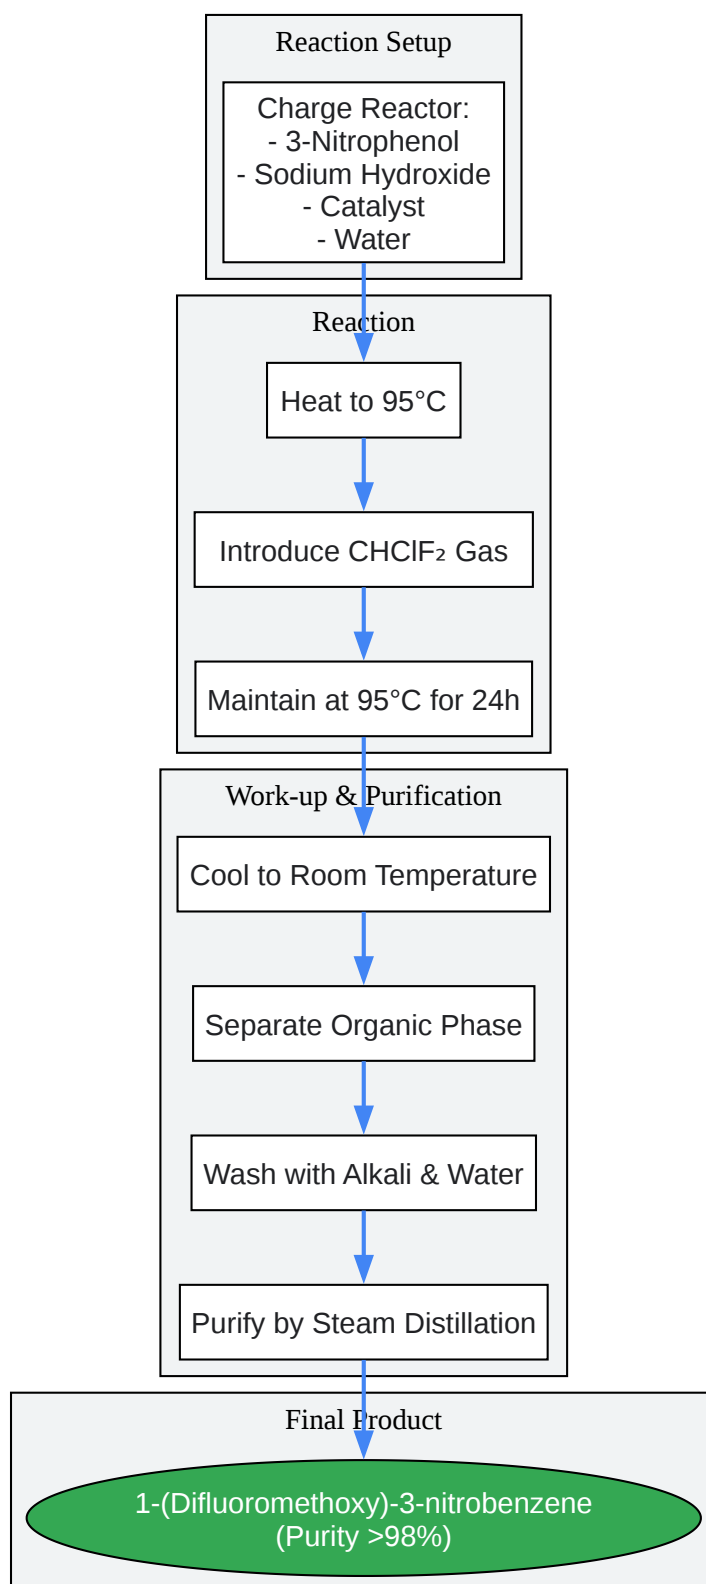 Reaction Setup
Charge Reactor:
- 3-Nitrophenol
- Sodium Hydroxide
- Catalyst
- Water
Reaction
Heat to 95°C
Introduce CHClF₂ Gas
Maintain at 95°C for 24h
Work-up & Purification
Cool to Room Temperature
Separate Organic Phase
Wash with Alkali & Water
Purify by Steam Distillation
Final Product
1-(Difluoromethoxy)-3-nitrobenzene
(Purity >98%)